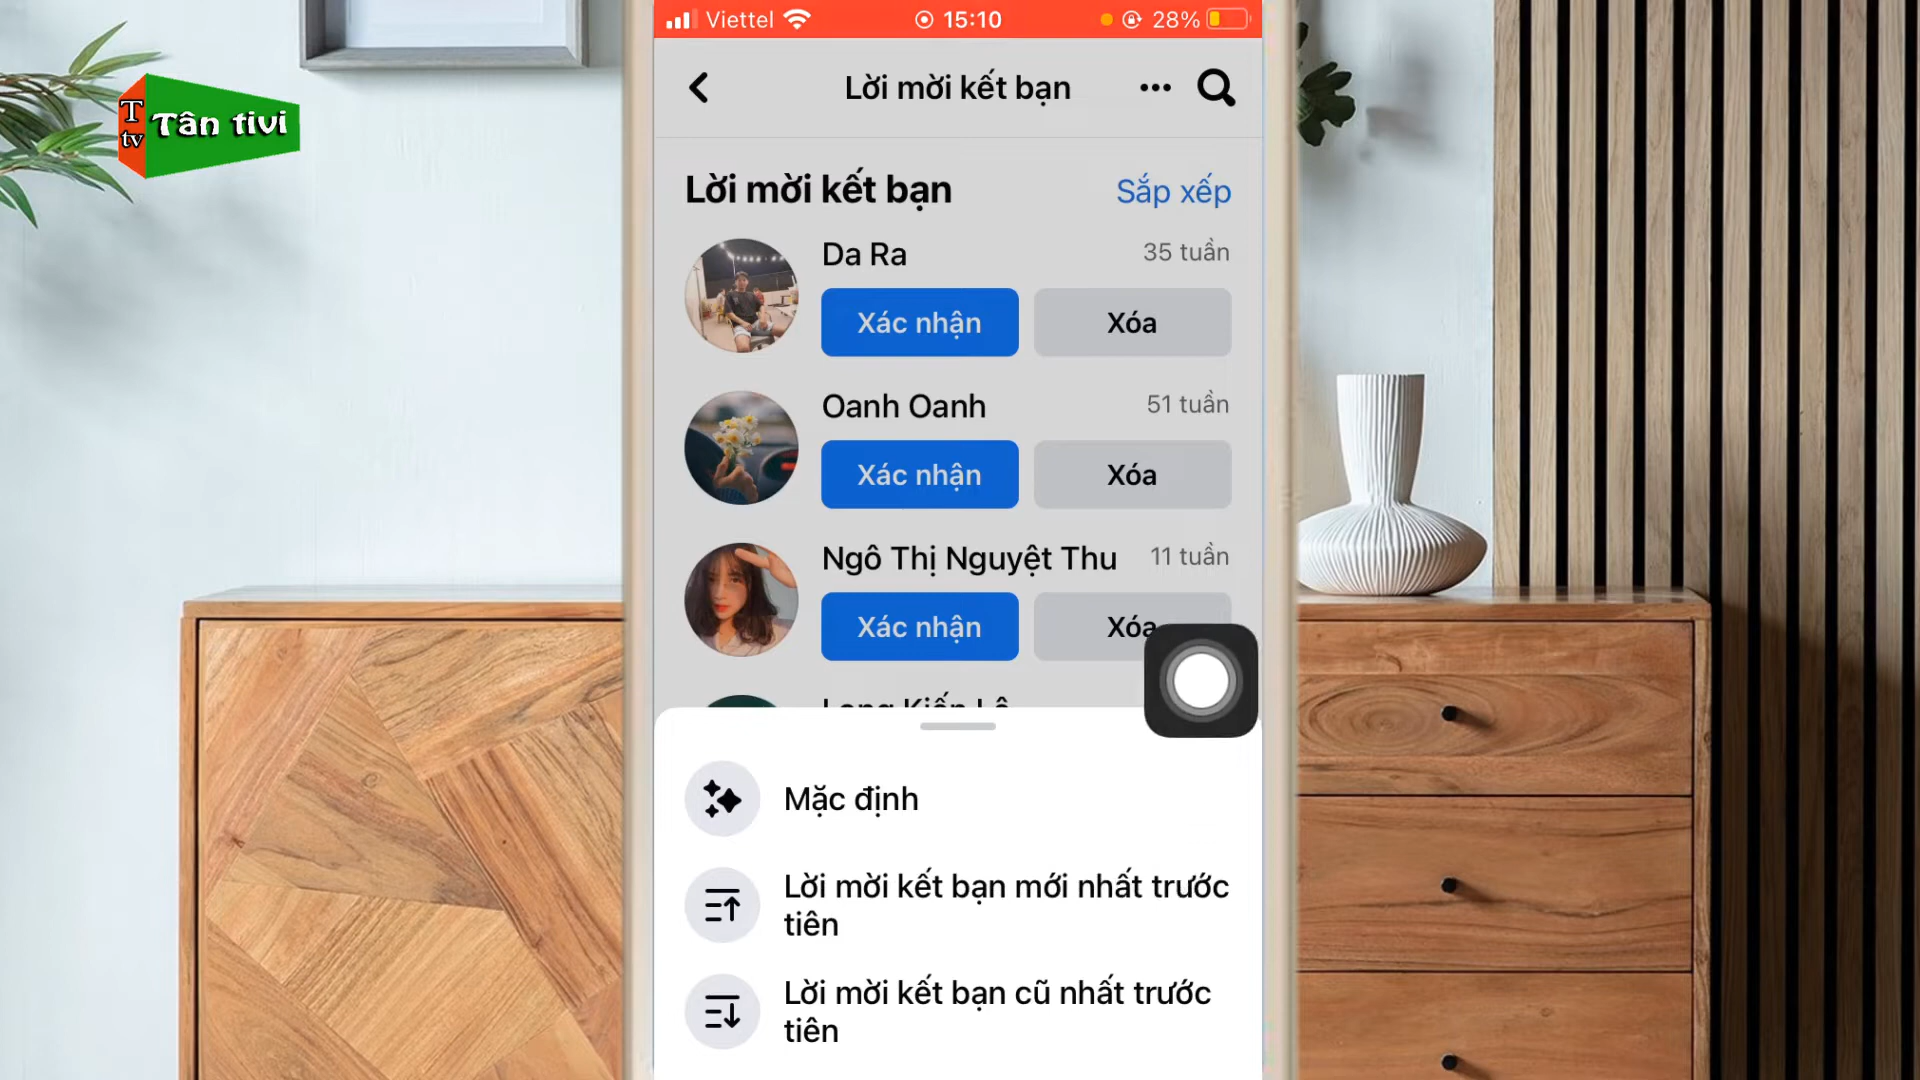 Viettel 15:10 28%
T
tv
Tân tivi
Lời mời kết bạn
Lời mời kết bạn Sắp xếp
Da Ra 35 tuần
Xác nhận Xóa
Oanh Oanh 51 tuần
Xác nhận Xóa
Ngô Thị Nguyệt Thu 11 tuần
Xác nhận Xóa
Mặc định
Lời mời kết bạn mới nhất trước
tiên
Lời mời kết bạn cũ nhất trước
tiên